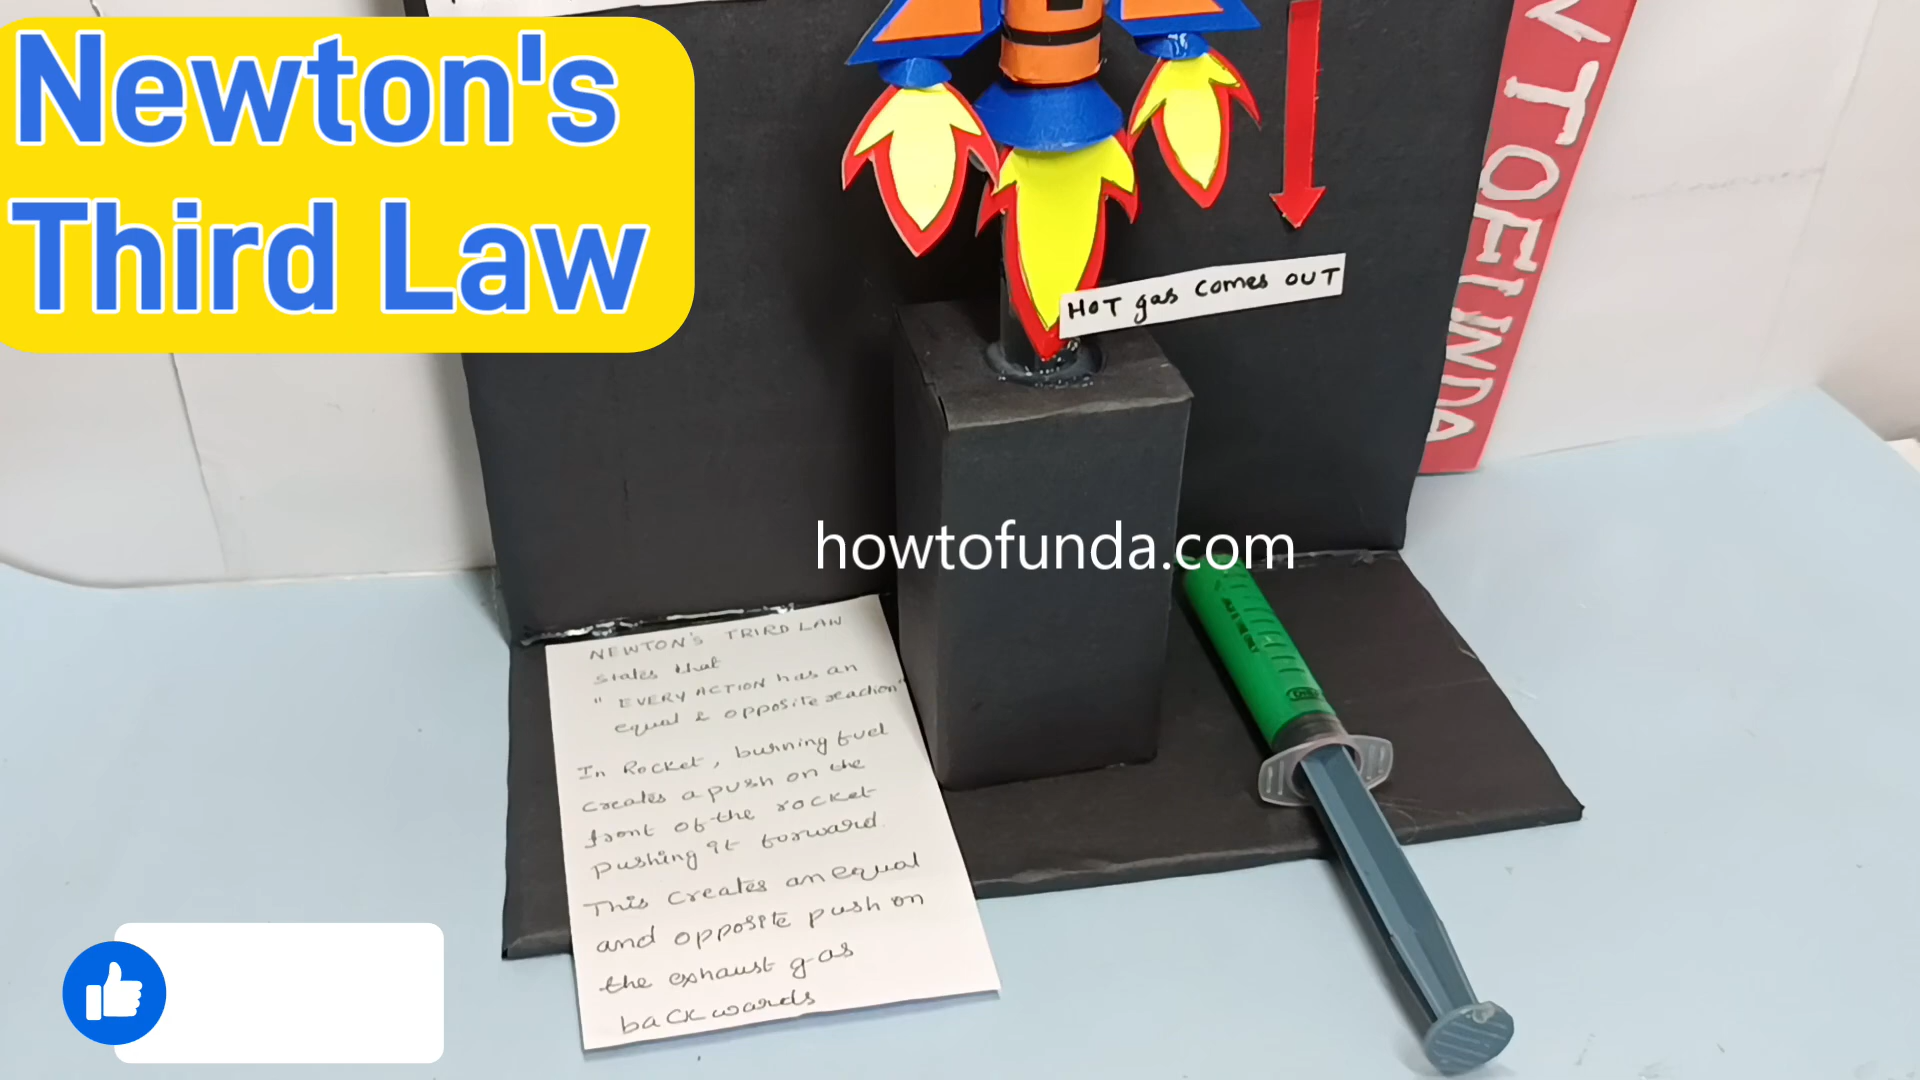 Newton's
Third Law
HOT gas comes OUT
WTOFUNDA
howtofunda.com
NEWTON'S TRIRD LAW
states that
" EVERY ACTION has an
equal & opposite reaction"
In Rocket, burning fuel
creates a push on the
front of the rocket
pushing it forward.
This creates an equal
and opposite push on
the exhaust gas
backwards